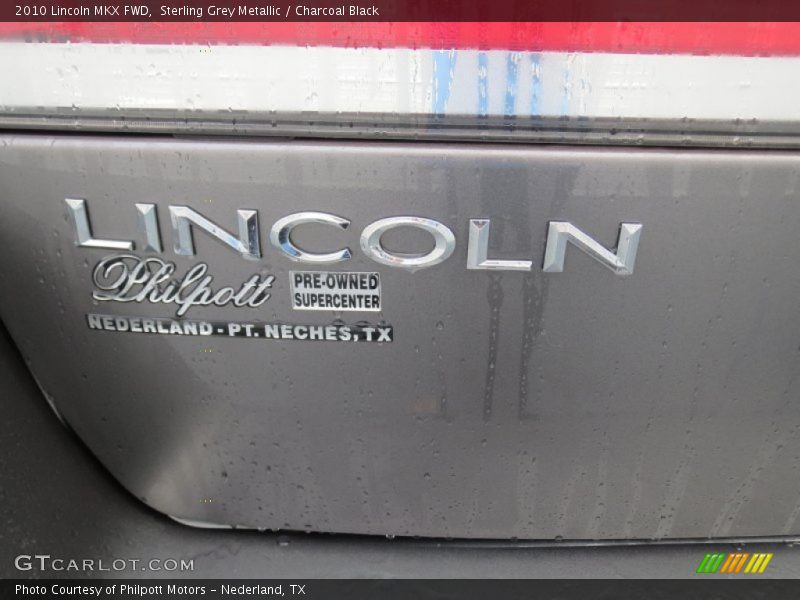 2010 Lincoln MKX FWD, Sterling Grey Metallic / Charcoal Black
LINCOLN
Philpott
PRE-OWNED
SUPERCENTER
NEDERLAND - PT. NECHES, TX
GTCARLOT.COM
Photo Courtesy of Philpott Motors - Nederland, TX